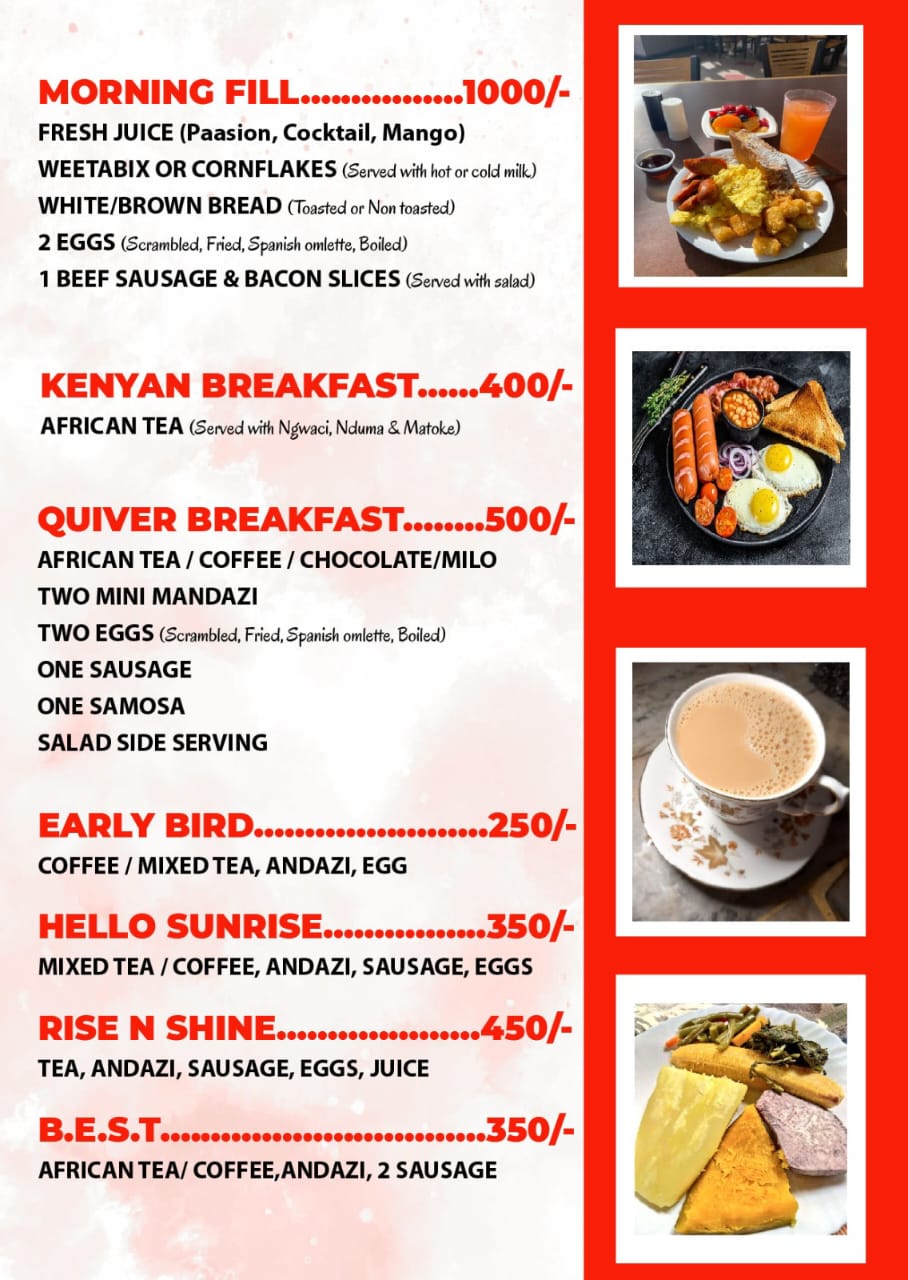 MORNING FILL................1000/-
FRESH JUICE (Paasion, Cocktail, Mango)
WEETABIX OR CORNFLAKES (Served with hot or cold milk)
WHITE/BROWN BREAD (Toasted or Non toasted)
2 EGGS (Scrambled, Fried, Spanish omlette, Boiled)
1 BEEF SAUSAGE & BACON SLICES (Served with salad)
KENYAN BREAKFAST......400/-
AFRICAN TEA (Served with Ngwaci, Nduma & Matoke)
QUIVER BREAKFAST........500/-
AFRICAN TEA / COFFEE / CHOCOLATE/MILO
TWO MINI MANDAZI
TWO EGGS (Scrambled, Fried, Spanish omlette, Boiled)
ONE SAUSAGE
ONE SAMOSA
SALAD SIDE SERVING
EARLY BIRD.......................250/-
COFFEE / MIXED TEA, ANDAZI, EGG
HELLO SUNRISE................350/-
MIXED TEA / COFFEE, ANDAZI, SAUSAGE, EGGS
RISE N SHINE....................450/-
TEA, ANDAZI, SAUSAGE, EGGS, JUICE
B.E.S.T................................350/-
AFRICAN TEA/ COFFEE,ANDAZI, 2 SAUSAGE